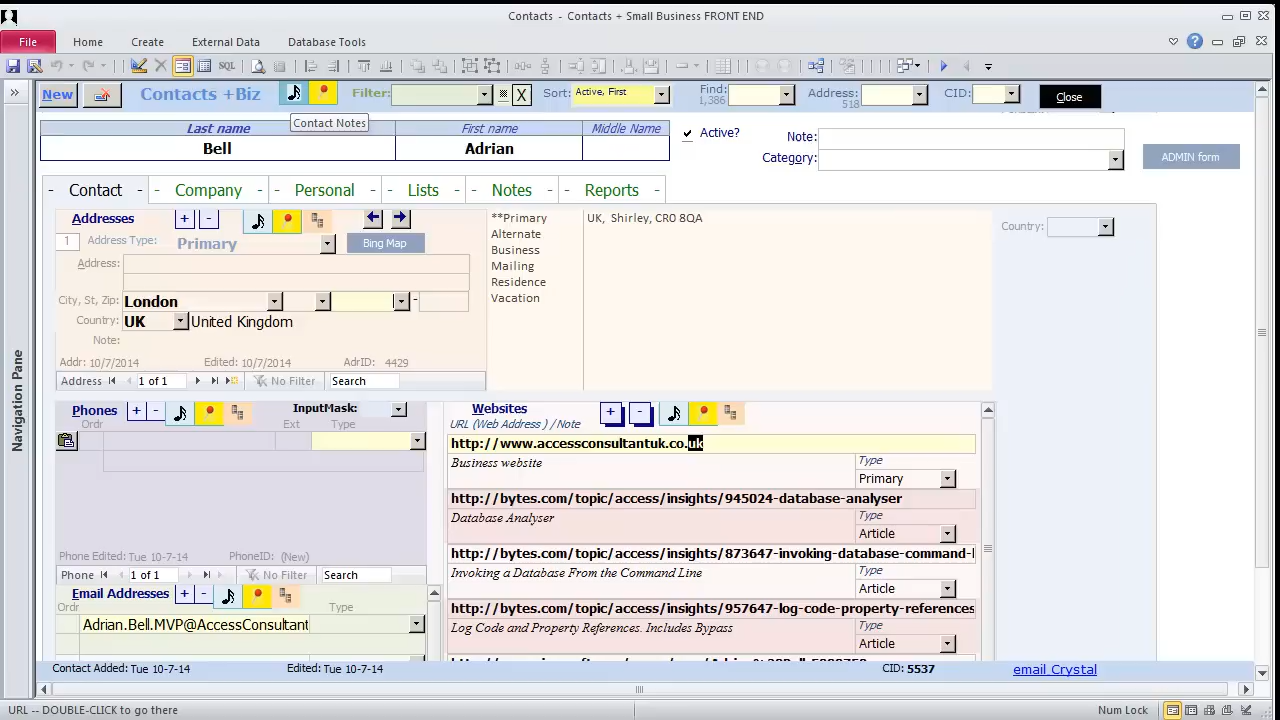 Contacts - Contacts + Small Business FRONT END
File Home Create External Data Database Tools
SQL
New Contacts +Biz Filter: X Sort: Active, First Find: 1,386 Address: 518 CID: Close
Contact Notes
Last name First name Middle Name
Bell Adrian
Active?
Note:
Category:
ADMIN form
- Contact - Company - Personal - Lists - Notes - Reports -
Addresses + -
1 Address Type: Primary Bing Map
Address:
City, St, Zip: London -
Country: UK United Kingdom
Note:
Addr: 10/7/2014 Edited: 10/7/2014 AdrID: 4429
Address 1 of 1 No Filter Search
**Primary
Alternate
Business
Mailing
Residence
Vacation
UK, Shirley, CR0 8QA
Country:
Phones + - InputMask:
Ordr Ext Type
Phone Edited: Tue 10-7-14 PhoneID: (New)
Phone 1 of 1 No Filter Search
Email Addresses + -
Ordr Type
Adrian.Bell.MVP@AccessConsultant
Websites + -
URL (Web Address) / Note
http://www.accessconsultantuk.co.uk
Business website Type Primary
http://bytes.com/topic/access/insights/945024-database-analyser
Database Analyser Type Article
http://bytes.com/topic/access/insights/873647-invoking-database-command-l
Invoking a Database From the Command Line Type Article
http://bytes.com/topic/access/insights/957647-log-code-property-references
Log Code and Property References. Includes Bypass Type Article
Contact Added: Tue 10-7-14 Edited: Tue 10-7-14 CID: 5537 email Crystal
Navigation Pane
URL -- DOUBLE-CLICK to go there Num Lock